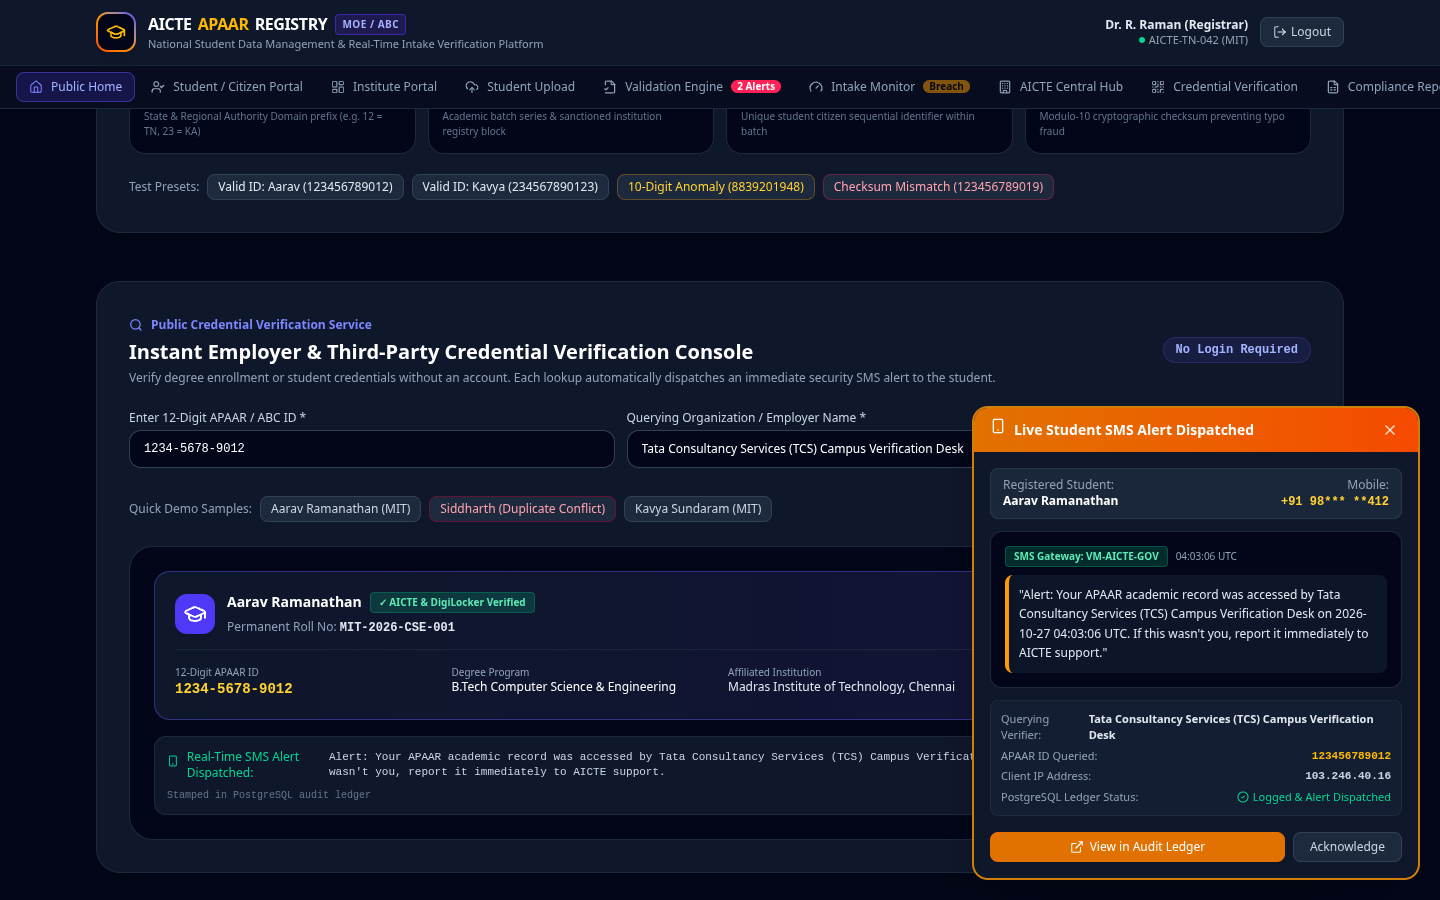 AICTE APAAR REGISTRY MOE / ABC
National Student Data Management & Real-Time Intake Verification Platform
Dr. R. Raman (Registrar)
AICTE-TN-042 (MIT)
Logout
Public Home
Student / Citizen Portal
Institute Portal
Student Upload
Validation Engine 2 Alerts
Intake Monitor Breach
AICTE Central Hub
Credential Verification
Compliance Rep
State & Regional Authority Domain prefix (e.g. 12 =
TN, 23 = KA)
Academic batch series & sanctioned institution
registry block
Unique student citizen sequential identifier within
batch
Modulo-10 cryptographic checksum preventing typo
fraud
Test Presets: Valid ID: Aarav (123456789012) Valid ID: Kavya (234567890123) 10-Digit Anomaly (8839201948) Checksum Mismatch (123456789019)
Public Credential Verification Service
Instant Employer & Third-Party Credential Verification Console
Verify degree enrollment or student credentials without an account. Each lookup automatically dispatches an immediate security SMS alert to the student.
No Login Required
Enter 12-Digit APAAR / ABC ID *
1234-5678-9012
Querying Organization / Employer Name *
Tata Consultancy Services (TCS) Campus Verification Desk
Quick Demo Samples: Aarav Ramanathan (MIT) Siddharth (Duplicate Conflict) Kavya Sundaram (MIT)
Aarav Ramanathan ✓ AICTE & DigiLocker Verified
Permanent Roll No: MIT-2026-CSE-001
12-Digit APAAR ID
1234-5678-9012
Degree Program
B.Tech Computer Science & Engineering
Affiliated Institution
Madras Institute of Technology, Chennai
Real-Time SMS Alert
Dispatched:
Alert: Your APAAR academic record was accessed by Tata Consultancy Services (TCS) Campus Verificat
wasn't you, report it immediately to AICTE support.
Stamped in PostgreSQL audit ledger
Live Student SMS Alert Dispatched
Registered Student:
Aarav Ramanathan
Mobile:
+91 98*** **412
SMS Gateway: VM-AICTE-GOV 04:03:06 UTC
"Alert: Your APAAR academic record was accessed by Tata
Consultancy Services (TCS) Campus Verification Desk on 2026-
10-27 04:03:06 UTC. If this wasn't you, report it immediately to
AICTE support."
Querying
Verifier:
Tata Consultancy Services (TCS) Campus Verification
Desk
APAAR ID Queried: 123456789012
Client IP Address: 103.246.40.16
PostgreSQL Ledger Status: Logged & Alert Dispatched
View in Audit Ledger
Acknowledge